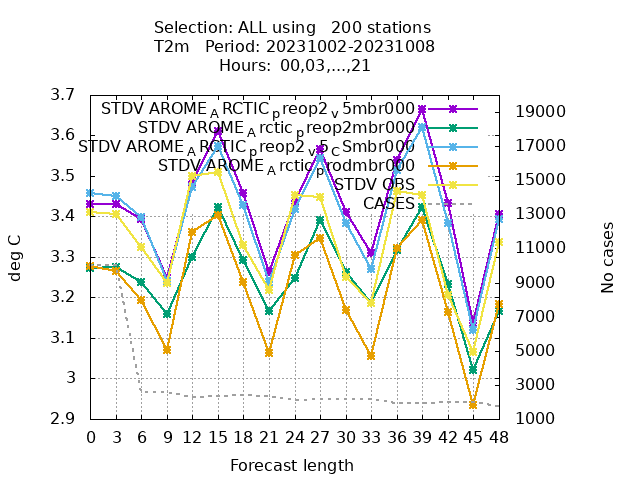 Selection: ALL using   200 stations
T2m   Period: 20231002-20231008
Hours: 00,03,...,21
STDV AROME_ARCTIC_preop2_v5mbr000
STDV AROME_arctic_preop2mbr000
STDV AROME_ARCTIC_preop2_v5_CSmbr000
STDV AROME_arctic_prodmbr000
STDV OBS
CASES
3.7
3.6
3.5
3.4
3.3
3.2
3.1
3
2.9
deg C
19000
17000
15000
13000
11000
9000
7000
5000
3000
1000
No cases
0 3 6 9 12 15 18 21 24 27 30 33 36 39 42 45 48
Forecast length